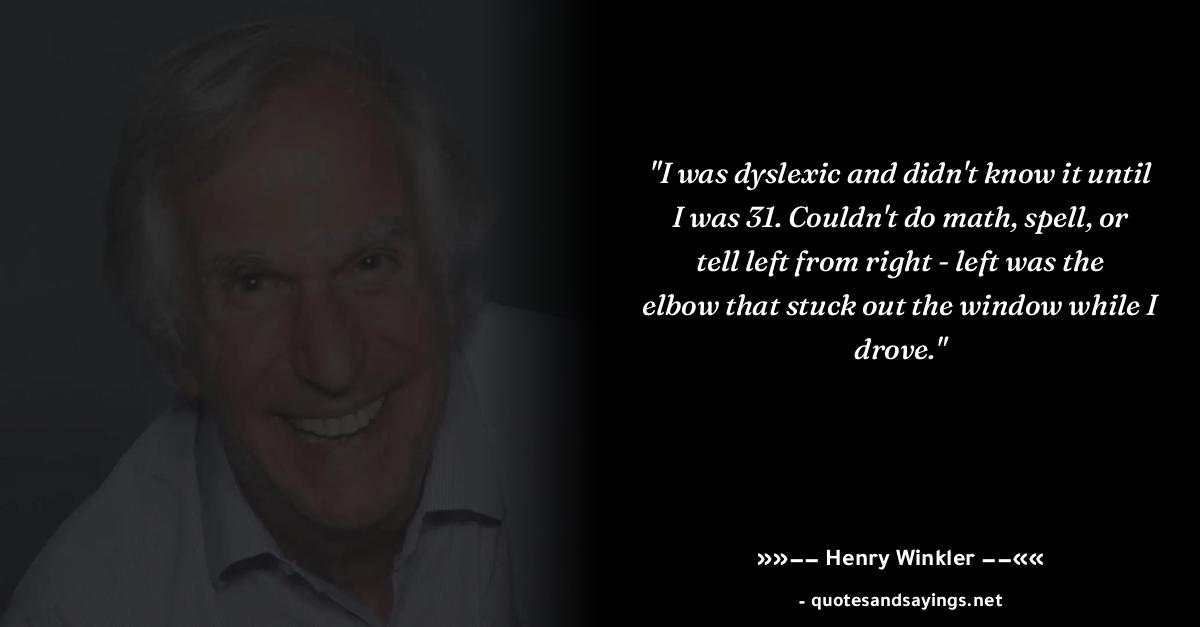 "I was dyslexic and didn't know it until
I was 31. Couldn't do math, spell, or
tell left from right - left was the
elbow that stuck out the window while I
drove."
»»−− Henry Winkler −−««
- quotesandsayings.net